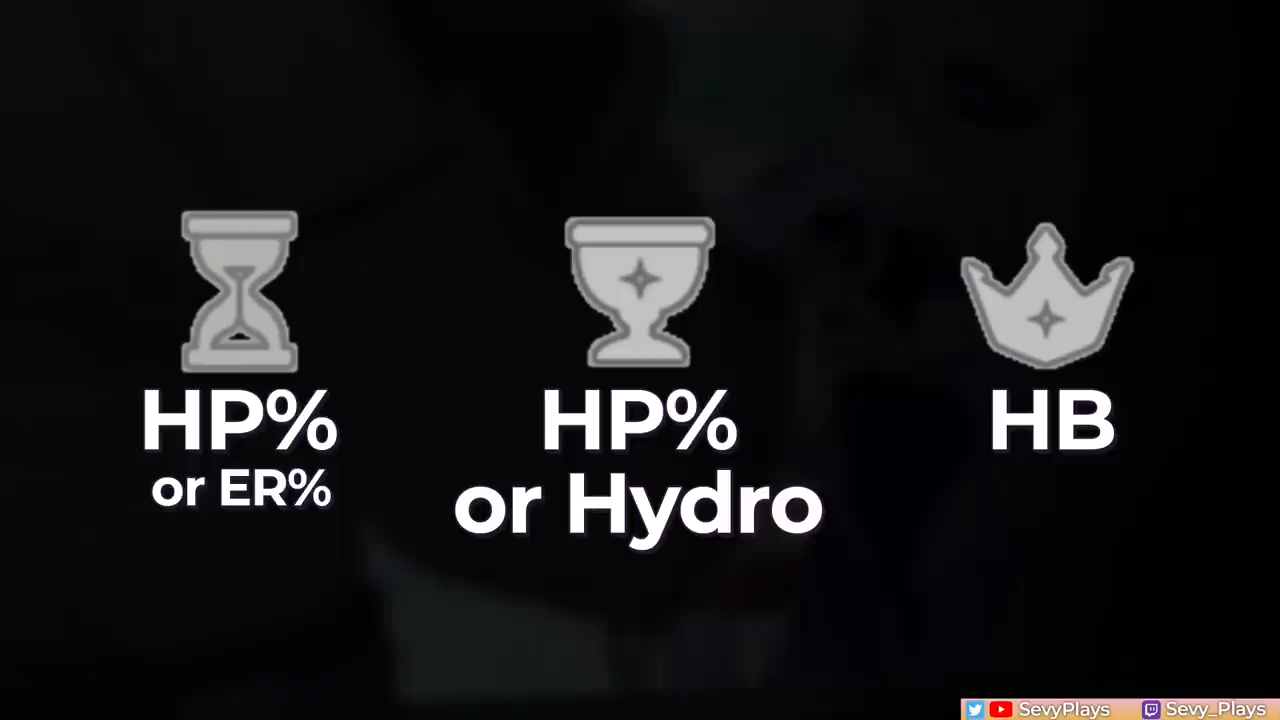 HP%
or ER%
HP%
or Hydro
HB
SevyPlays
Sevy_Plays